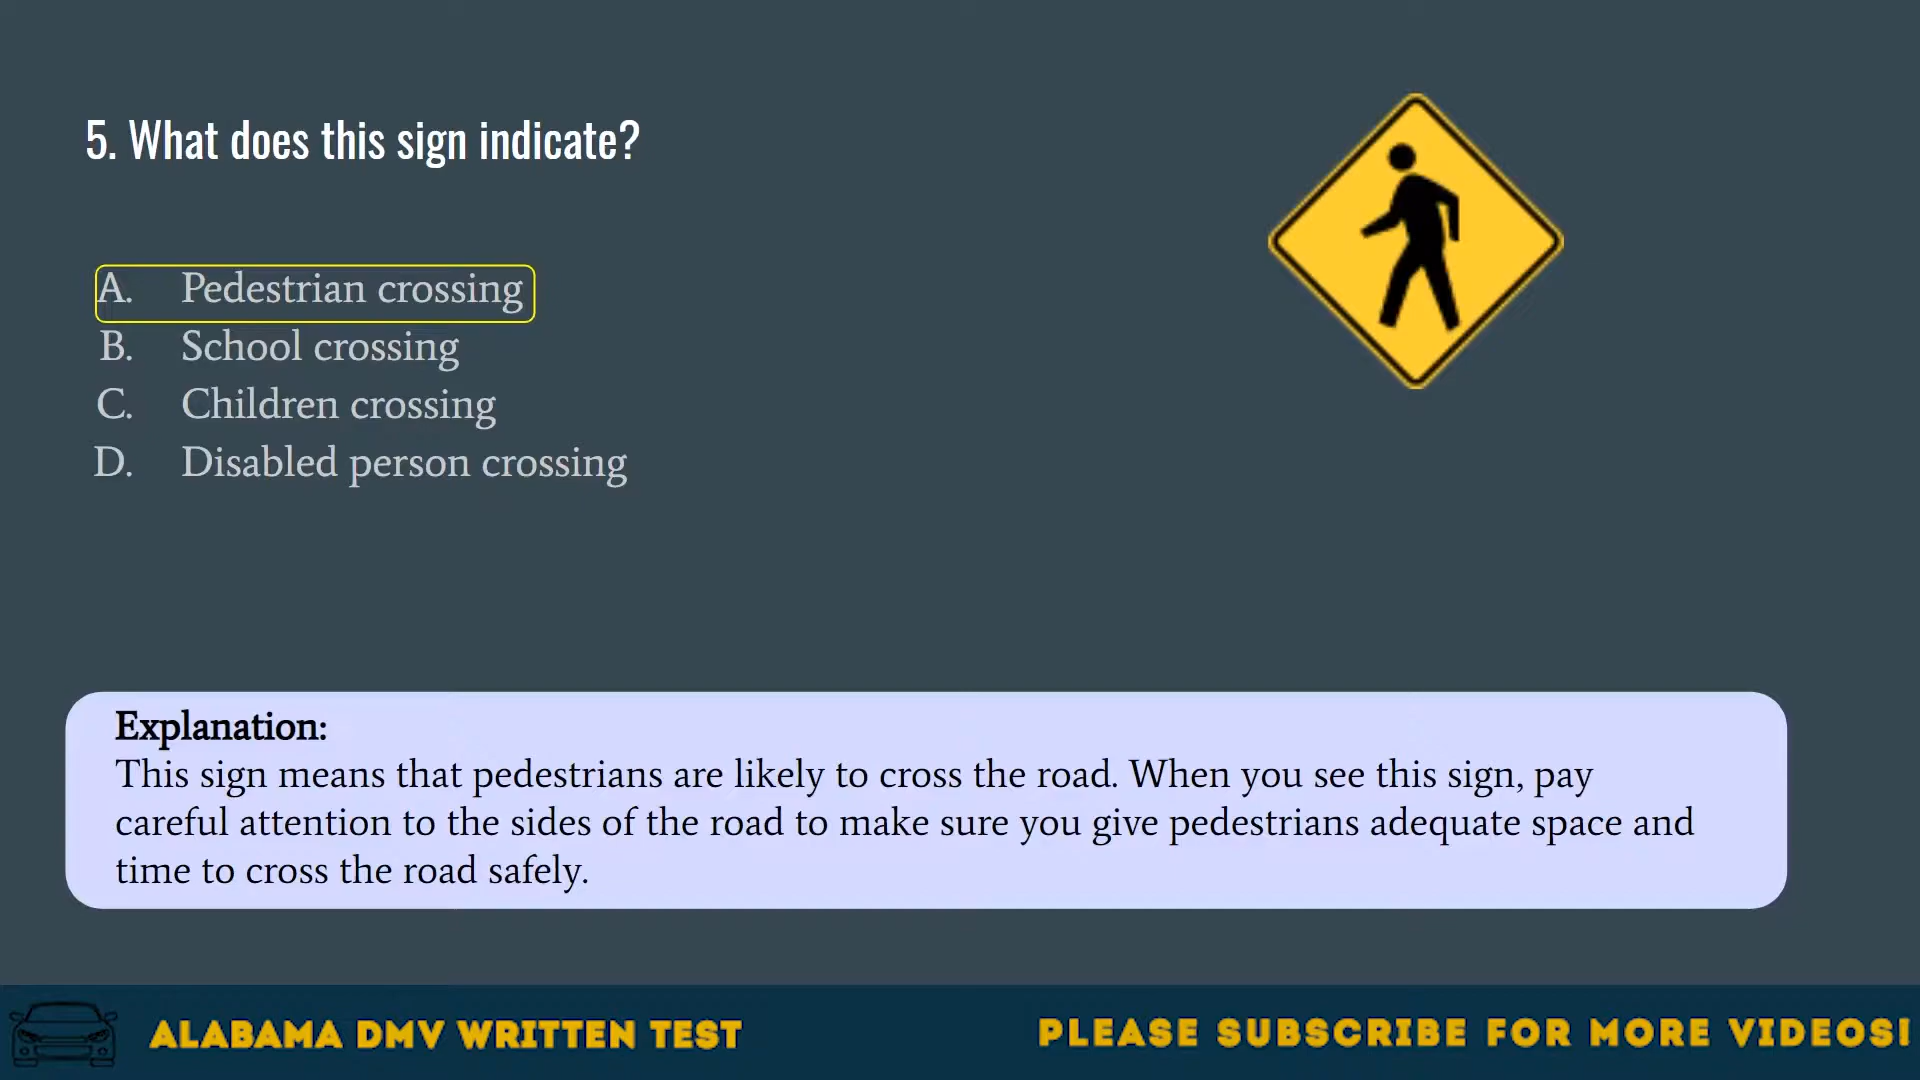 5. What does this sign indicate?
A. Pedestrian crossing
B. School crossing
C. Children crossing
D. Disabled person crossing
Explanation:
This sign means that pedestrians are likely to cross the road. When you see this sign, pay
careful attention to the sides of the road to make sure you give pedestrians adequate space and
time to cross the road safely.
ALABAMA DMV WRITTEN TEST
PLEASE SUBSCRIBE FOR MORE VIDEOS!